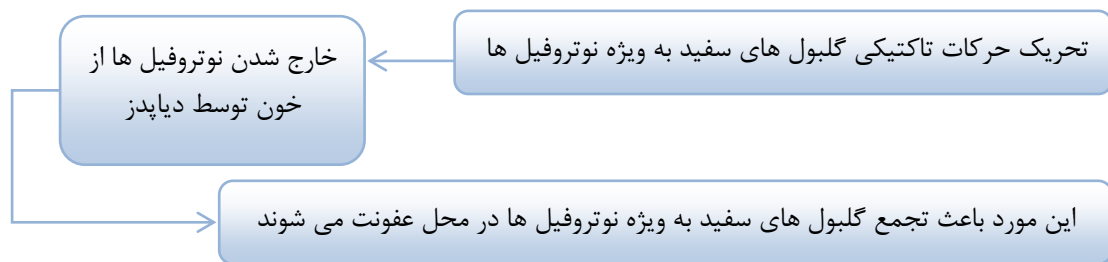 تحریک حرکات تاکتیکی گلبول های سفید به ویژه نوتروفیل ها
خارج شدن نوتروفیل ها از
خون توسط دیاپدز
این مورد باعث تجمع گلبول های سفید به ویژه نوتروفیل ها در محل عفونت می شوند